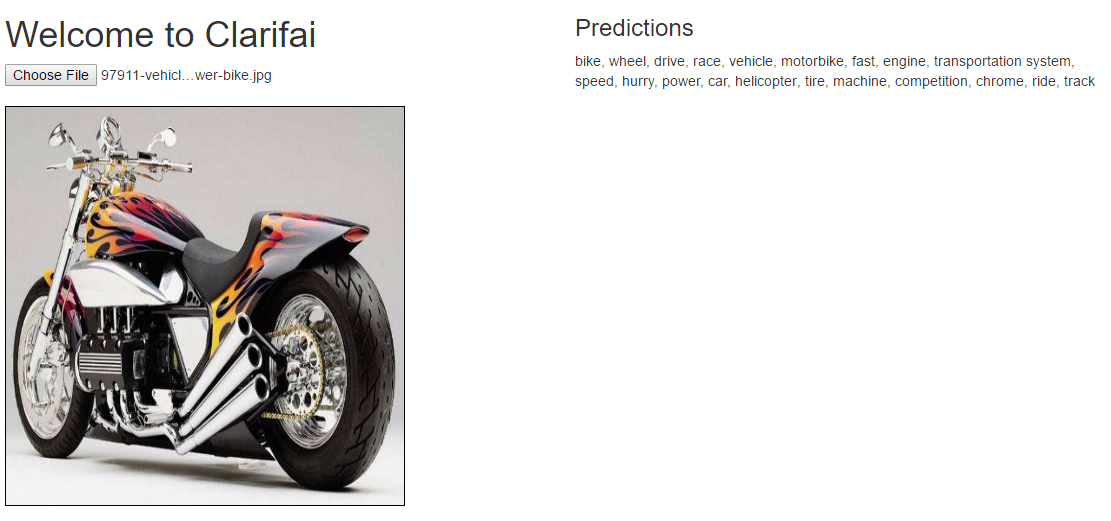 Welcome to Clarifai
Choose File 97911-vehicl...wer-bike.jpg
Predictions
bike, wheel, drive, race, vehicle, motorbike, fast, engine, transportation system,
speed, hurry, power, car, helicopter, tire, machine, competition, chrome, ride, track